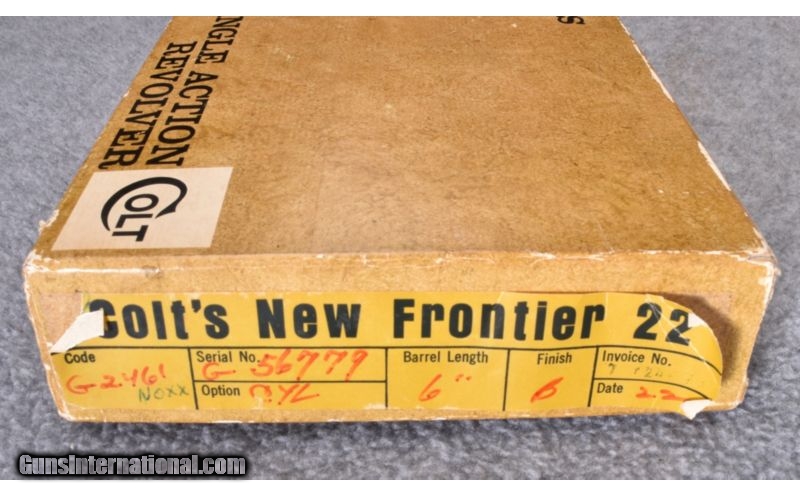 NGLE ACTION
REVOLVER
COLT
Colt's New Frontier 22
Code G2461 NOXX
Serial No. G 56779
Option
Barrel Length 6"
Finish 6
Invoice No.
Date 22
GunsInternational.com